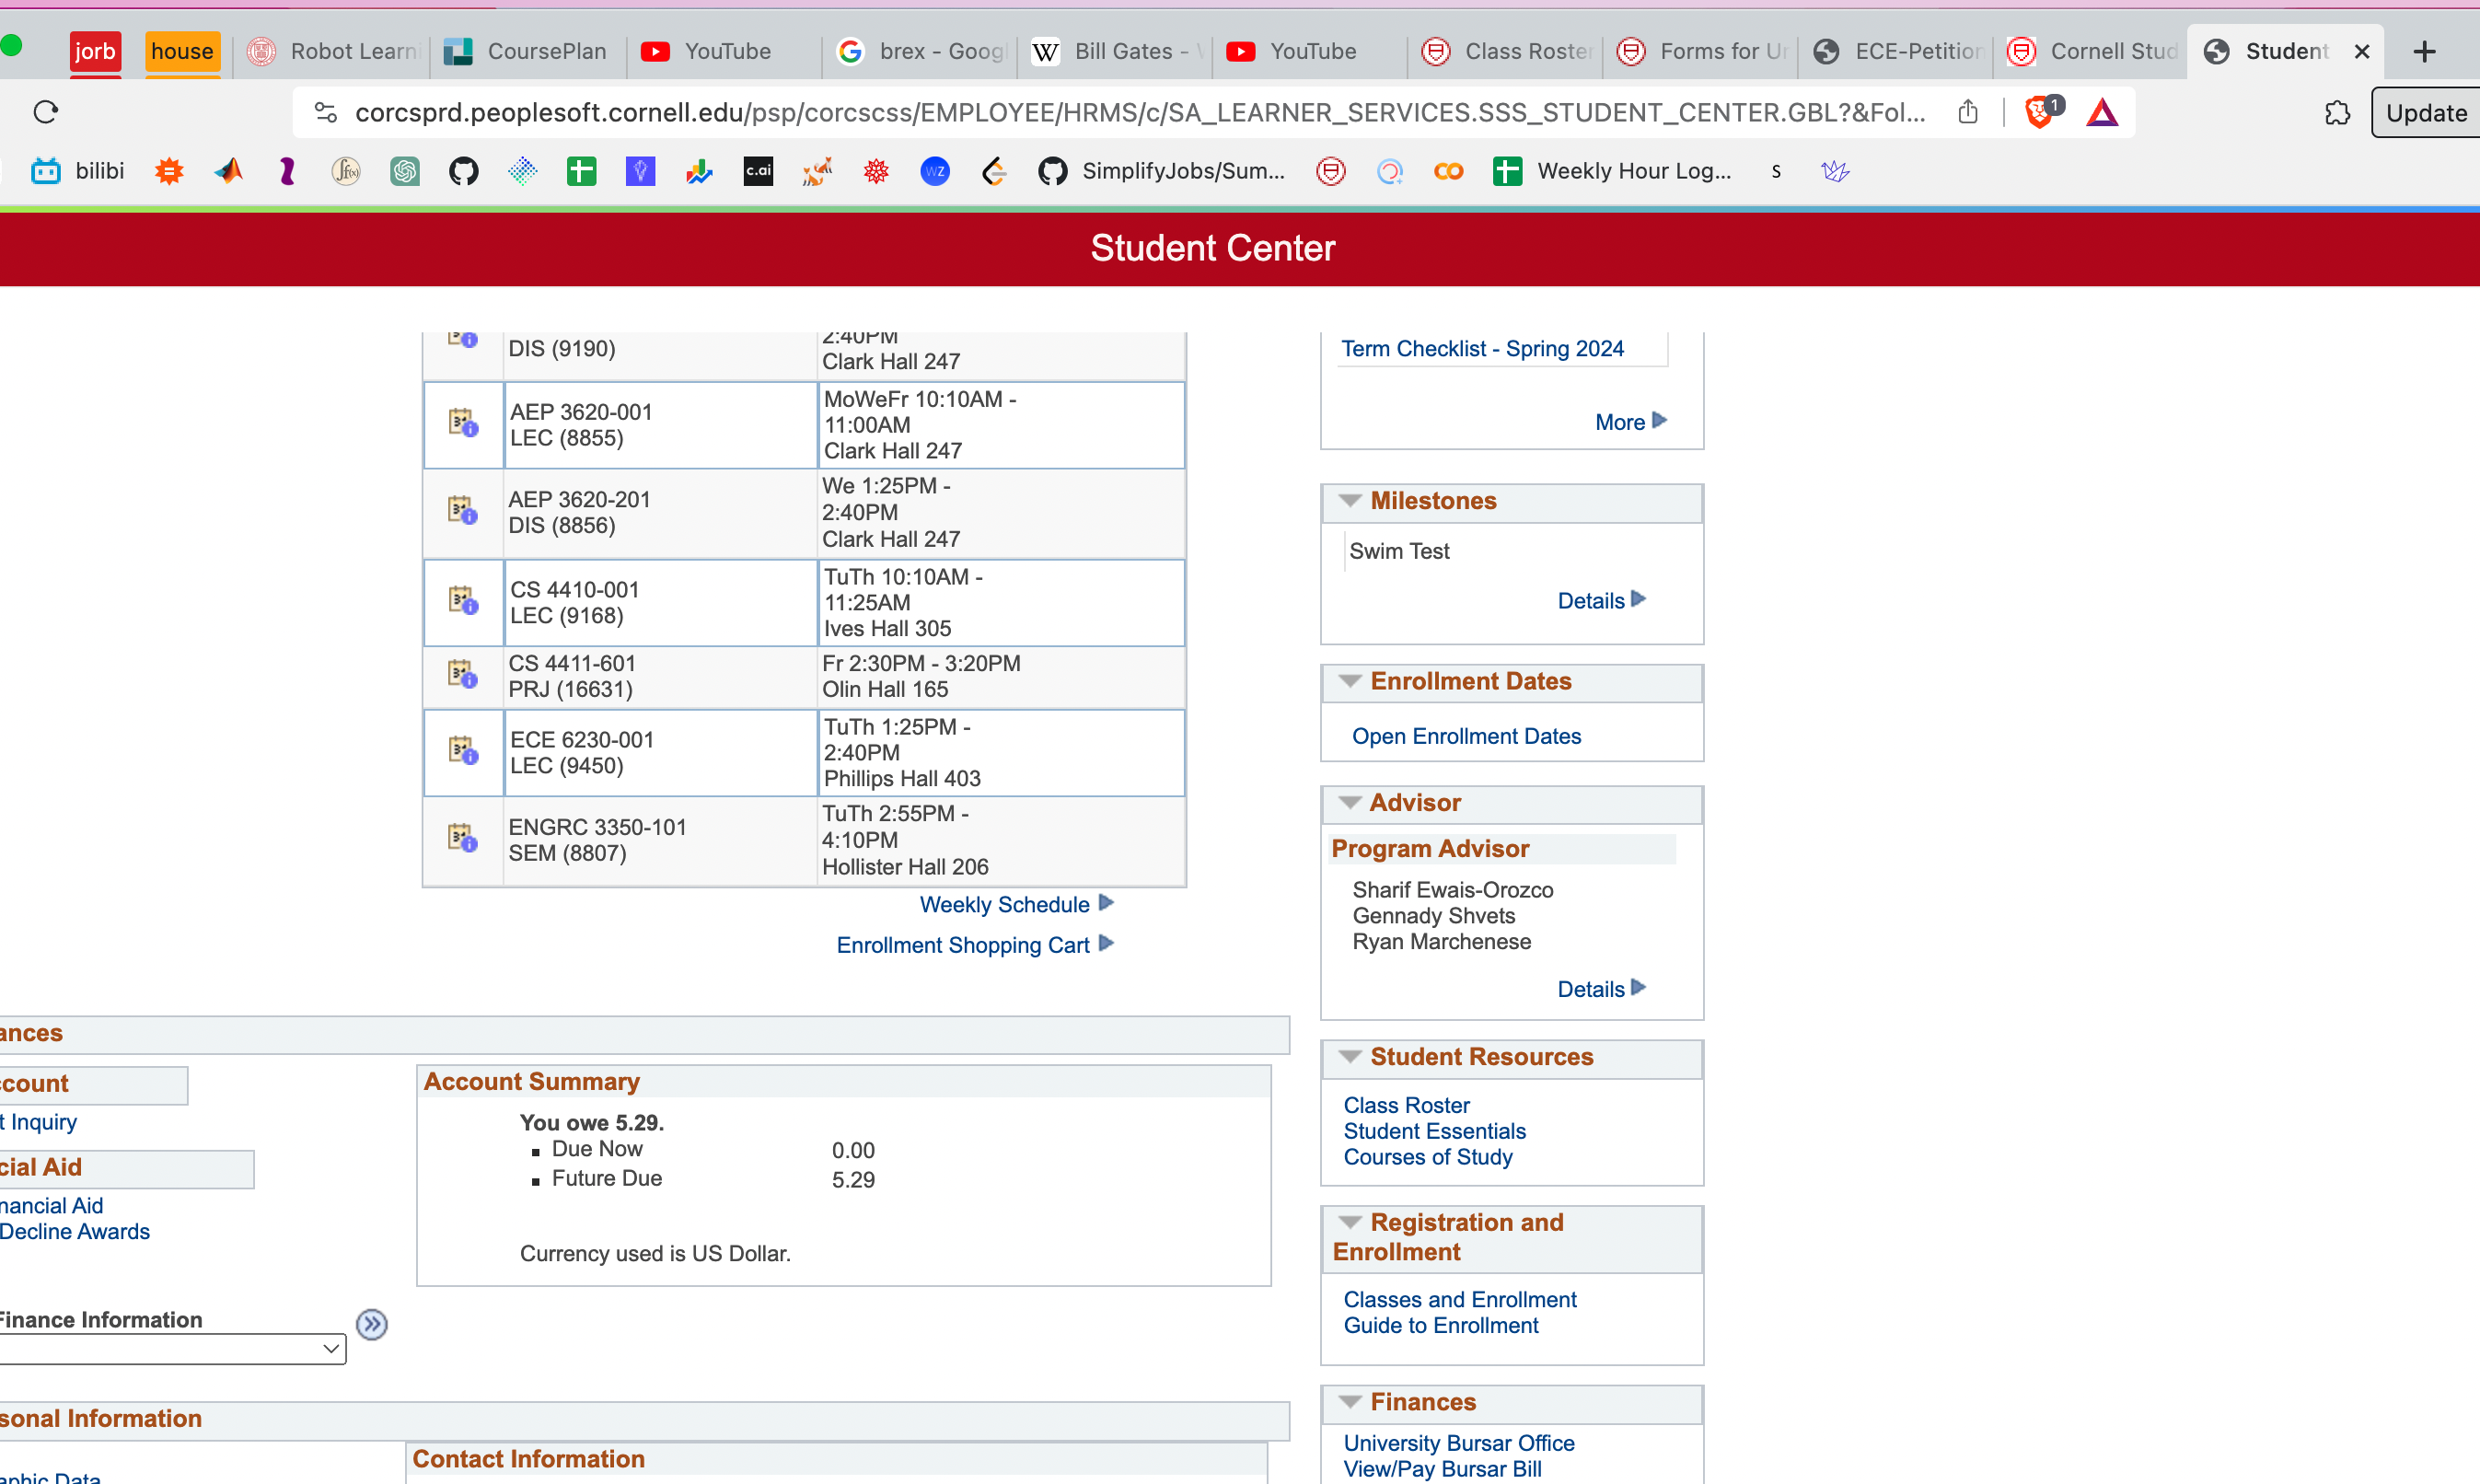 jorb
house
Robot Learni
CoursePlan
YouTube
brex - Goog
Bill Gates -
YouTube
Class Roster
Forms for Un
ECE-Petition
Cornell Stud
Student
corcsprd.peoplesoft.cornell.edu/psp/corcscss/EMPLOYEE/HRMS/c/SA_LEARNER_SERVICES.SSS_STUDENT_CENTER.GBL?&Fol...
1
Update
bilibi
c.ai
WZ
SimplifyJobs/Sum...
Weekly Hour Log...
S
Student Center
DIS (9190)
2:40PM
Clark Hall 247
AEP 3620-001
LEC (8855)
MoWeFr 10:10AM -
11:00AM
Clark Hall 247
AEP 3620-201
DIS (8856)
We 1:25PM -
2:40PM
Clark Hall 247
CS 4410-001
LEC (9168)
TuTh 10:10AM -
11:25AM
Ives Hall 305
CS 4411-601
PRJ (16631)
Fr 2:30PM - 3:20PM
Olin Hall 165
ECE 6230-001
LEC (9450)
TuTh 1:25PM -
2:40PM
Phillips Hall 403
ENGRC 3350-101
SEM (8807)
TuTh 2:55PM -
4:10PM
Hollister Hall 206
Weekly Schedule
Enrollment Shopping Cart
ances
ccount
t Inquiry
cial Aid
nancial Aid
Decline Awards
Account Summary
You owe 5.29.
Due Now 0.00
Future Due 5.29
Currency used is US Dollar.
Finance Information
sonal Information
aphic Data
Contact Information
Term Checklist - Spring 2024
More
Milestones
Swim Test
Details
Enrollment Dates
Open Enrollment Dates
Advisor
Program Advisor
Sharif Ewais-Orozco
Gennady Shvets
Ryan Marchenese
Details
Student Resources
Class Roster
Student Essentials
Courses of Study
Registration and
Enrollment
Classes and Enrollment
Guide to Enrollment
Finances
University Bursar Office
View/Pay Bursar Bill